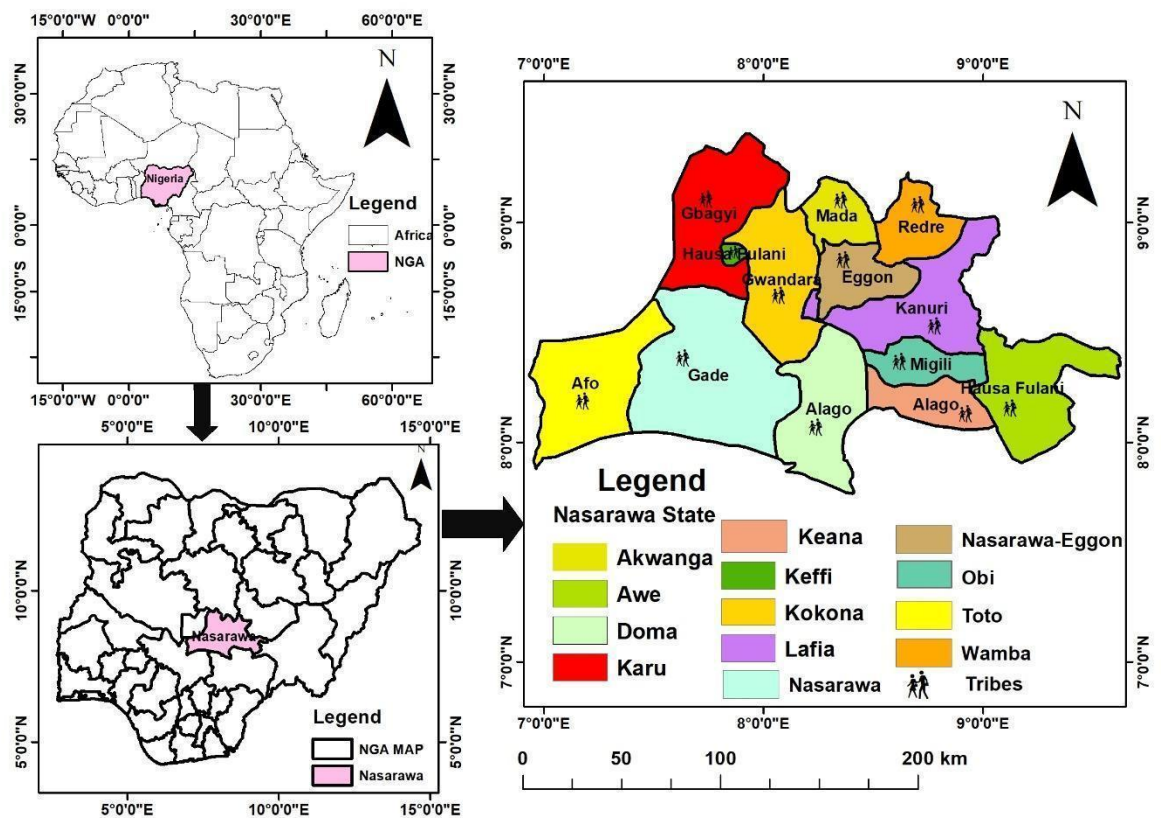 15°0'0"W 0°0'0" 30°0'0"E 60°0'0"E
30°0'0"N
0°0'0"
15°0'0"S
N
Nigeria
Legend
Africa
NGA
30°0'0"N
0°0'0"
15°0'0"S
15°0'0"W 0°0'0" 30°0'0"E 60°0'0"E
5°0'0"E 10°0'0"E 15°0'0"E
N
10°0'0"N
5°0'0"N
Nasarawa
Legend
NGA MAP
Nasarawa
10°0'0"N
5°0'0"N
5°0'0"E 10°0'0"E 15°0'0"E
7°0'0"E 8°0'0"E 9°0'0"E
N
9°0'0"N
8°0'0"N
7°0'0"N
Gbagyi
Mada
Redre
Hausa Fulani
Gwandara
Eggon
Kanuri
Afo
Gade
Migili
Hausa Fulani
Alago
Alago
9°0'0"N
8°0'0"N
7°0'0"N
Legend
Nasarawa State
Akwanga
Awe
Doma
Karu
Keana
Keffi
Kokona
Lafia
Nasarawa
Nasarawa-Eggon
Obi
Toto
Wamba
Tribes
7°0'0"E 8°0'0"E 9°0'0"E
0 50 100 200 km